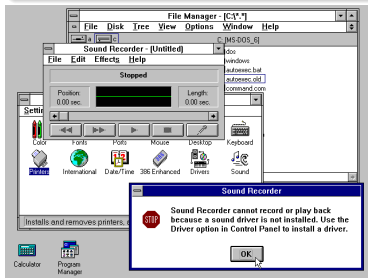 File Manager - [C:\*.*]
File Disk Tree View Options Window Help
a c C: [MS-DOS_6]
dos
windows
autoexec.bat
autoexec.old
command.com
Sound Recorder - (Untitled)
File Edit Effects Help
Stopped
Position:
0.00 sec.
Length:
0.00 sec.
Settin
Color Fonts Ports Mouse Desktop Keyboard
Printers International Date/Time 386 Enhanced Drivers Sound
Installs and removes printers, a
Sound Recorder
STOP
Sound Recorder cannot record or play back
because a sound driver is not installed. Use the
Driver option in Control Panel to install a driver.
OK
Calculator
Program
Manager